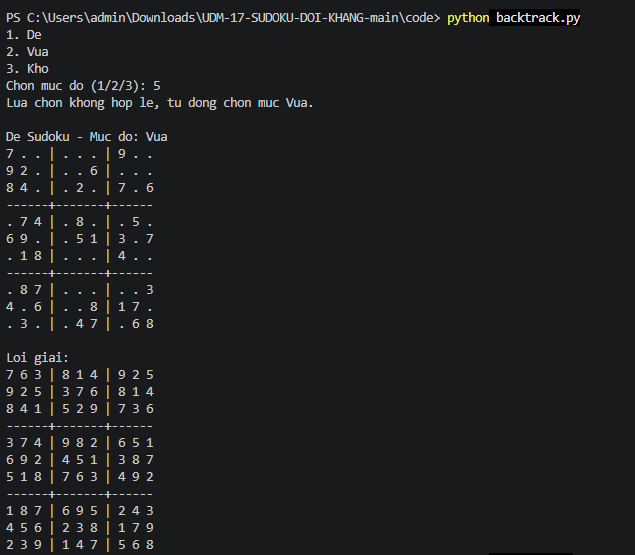 PS C:\Users\admin\Downloads\UDM-17-SUDOKU-DOI-KHANG-main\code> python backtrack.py
1. De
2. Vua
3. Kho
Chon muc do (1/2/3): 5
Lua chon khong hop le, tu dong chon muc Vua.

De Sudoku - Muc do: Vua
7 . . | . . . | 9 . .
9 2 . | . . 6 | . . .
8 4 . | . 2 . | 7 . 6
------+-------+------
. 7 4 | . 8 . | . 5 .
6 9 . | . 5 1 | 3 . 7
. 1 8 | . . . | 4 . .
------+-------+------
. 8 7 | . . . | . . 3
4 . 6 | . . 8 | 1 7 .
. 3 . | . 4 7 | . 6 8

Loi giai:
7 6 3 | 8 1 4 | 9 2 5
9 2 5 | 3 7 6 | 8 1 4
8 4 1 | 5 2 9 | 7 3 6
------+-------+------
3 7 4 | 9 8 2 | 6 5 1
6 9 2 | 4 5 1 | 3 8 7
5 1 8 | 7 6 3 | 4 9 2
------+-------+------
1 8 7 | 6 9 5 | 2 4 3
4 5 6 | 2 3 8 | 1 7 9
2 3 9 | 1 4 7 | 5 6 8